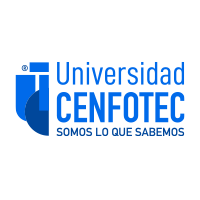 ®
Universidad
CENFOTEC
SOMOS LO QUE SABEMOS